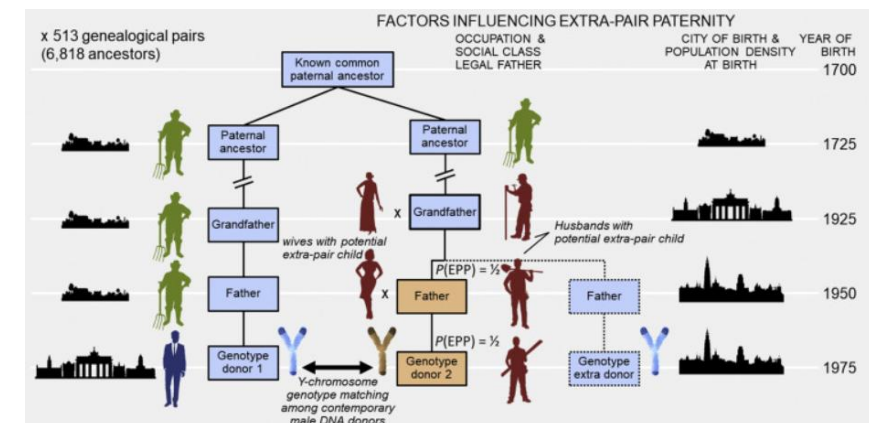 FACTORS INFLUENCING EXTRA-PAIR PATERNITY
x 513 genealogical pairs
(6,818 ancestors)
OCCUPATION &
SOCIAL CLASS
LEGAL FATHER
CITY OF BIRTH &
POPULATION DENSITY
AT BIRTH
YEAR OF
BIRTH
Known common
paternal ancestor
1700
Paternal
ancestor
Paternal
ancestor
1725
Grandfather
wives with potential
extra-pair child
x
Grandfather
Husbands with
potential extra-pair child
1925
P(EPP) = ½
Father
x
Father
Father
1950
P(EPP) = ½
Genotype
donor 1
Genotype
donor 2
Genotype
extra donor
1975
Y-chromosome
genotype matching
among contemporary
male DNA donors